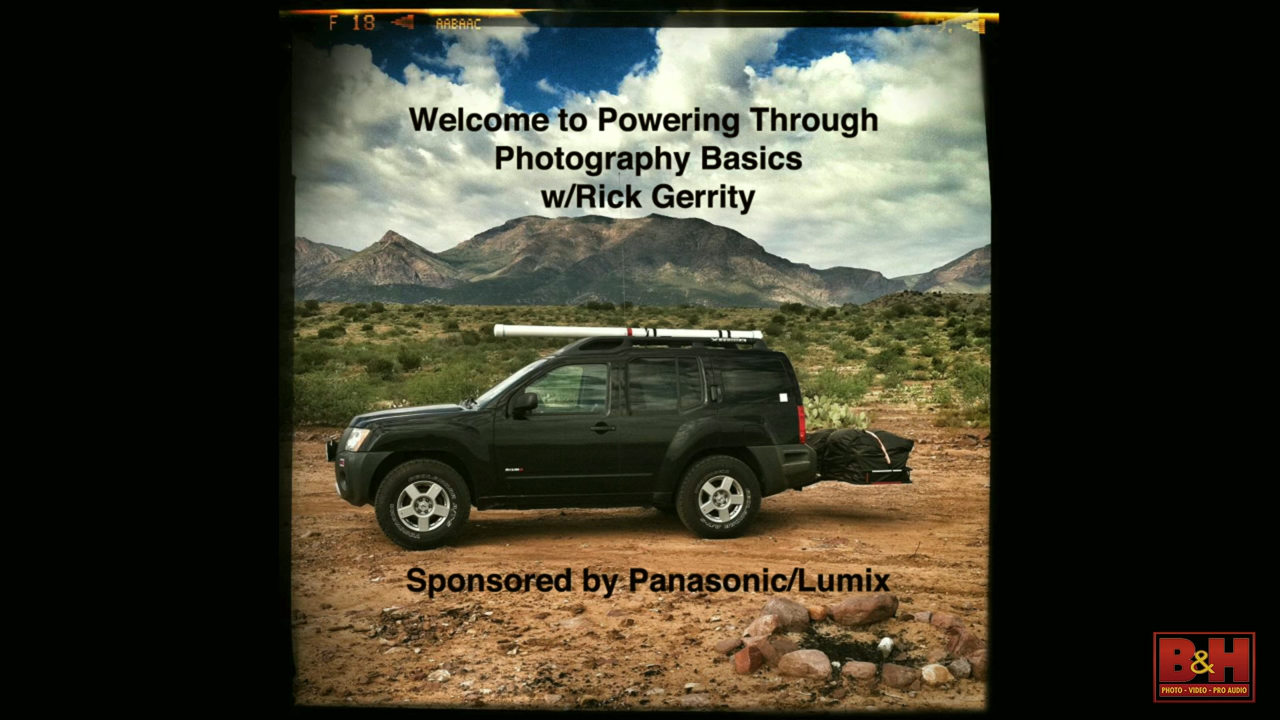 F 18 AABAAC
Welcome to Powering Through
Photography Basics
w/Rick Gerrity
Sponsored by Panasonic/Lumix
B&H
PHOTO - VIDEO - PRO AUDIO